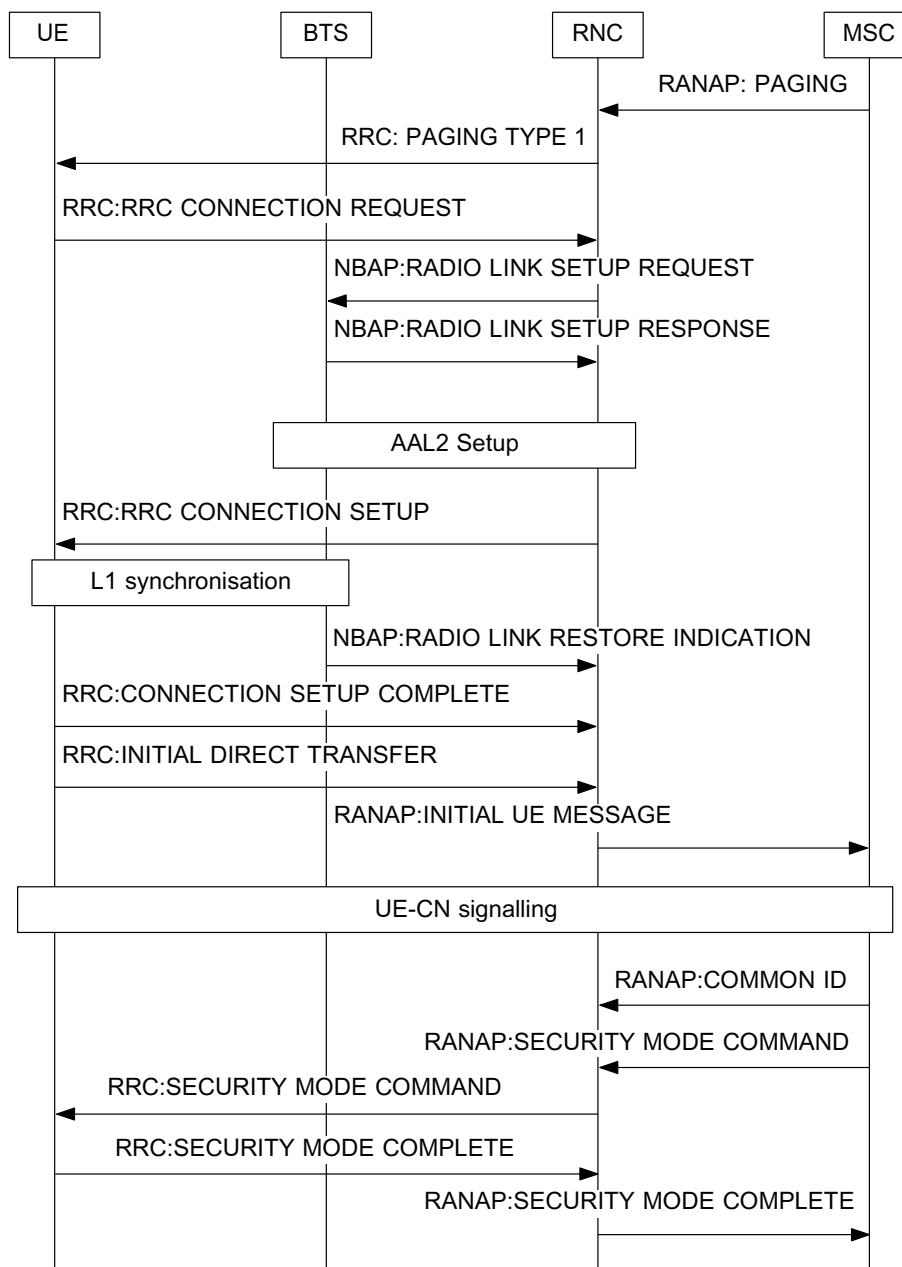 UE
BTS
RNC
MSC
RANAP: PAGING
RRC: PAGING TYPE 1
RRC:RRC CONNECTION REQUEST
NBAP:RADIO LINK SETUP REQUEST
NBAP:RADIO LINK SETUP RESPONSE
AAL2 Setup
RRC:RRC CONNECTION SETUP
L1 synchronisation
NBAP:RADIO LINK RESTORE INDICATION
RRC:CONNECTION SETUP COMPLETE
RRC:INITIAL DIRECT TRANSFER
RANAP:INITIAL UE MESSAGE
UE-CN signalling
RANAP:COMMON ID
RANAP:SECURITY MODE COMMAND
RRC:SECURITY MODE COMMAND
RRC:SECURITY MODE COMPLETE
RANAP:SECURITY MODE COMPLETE